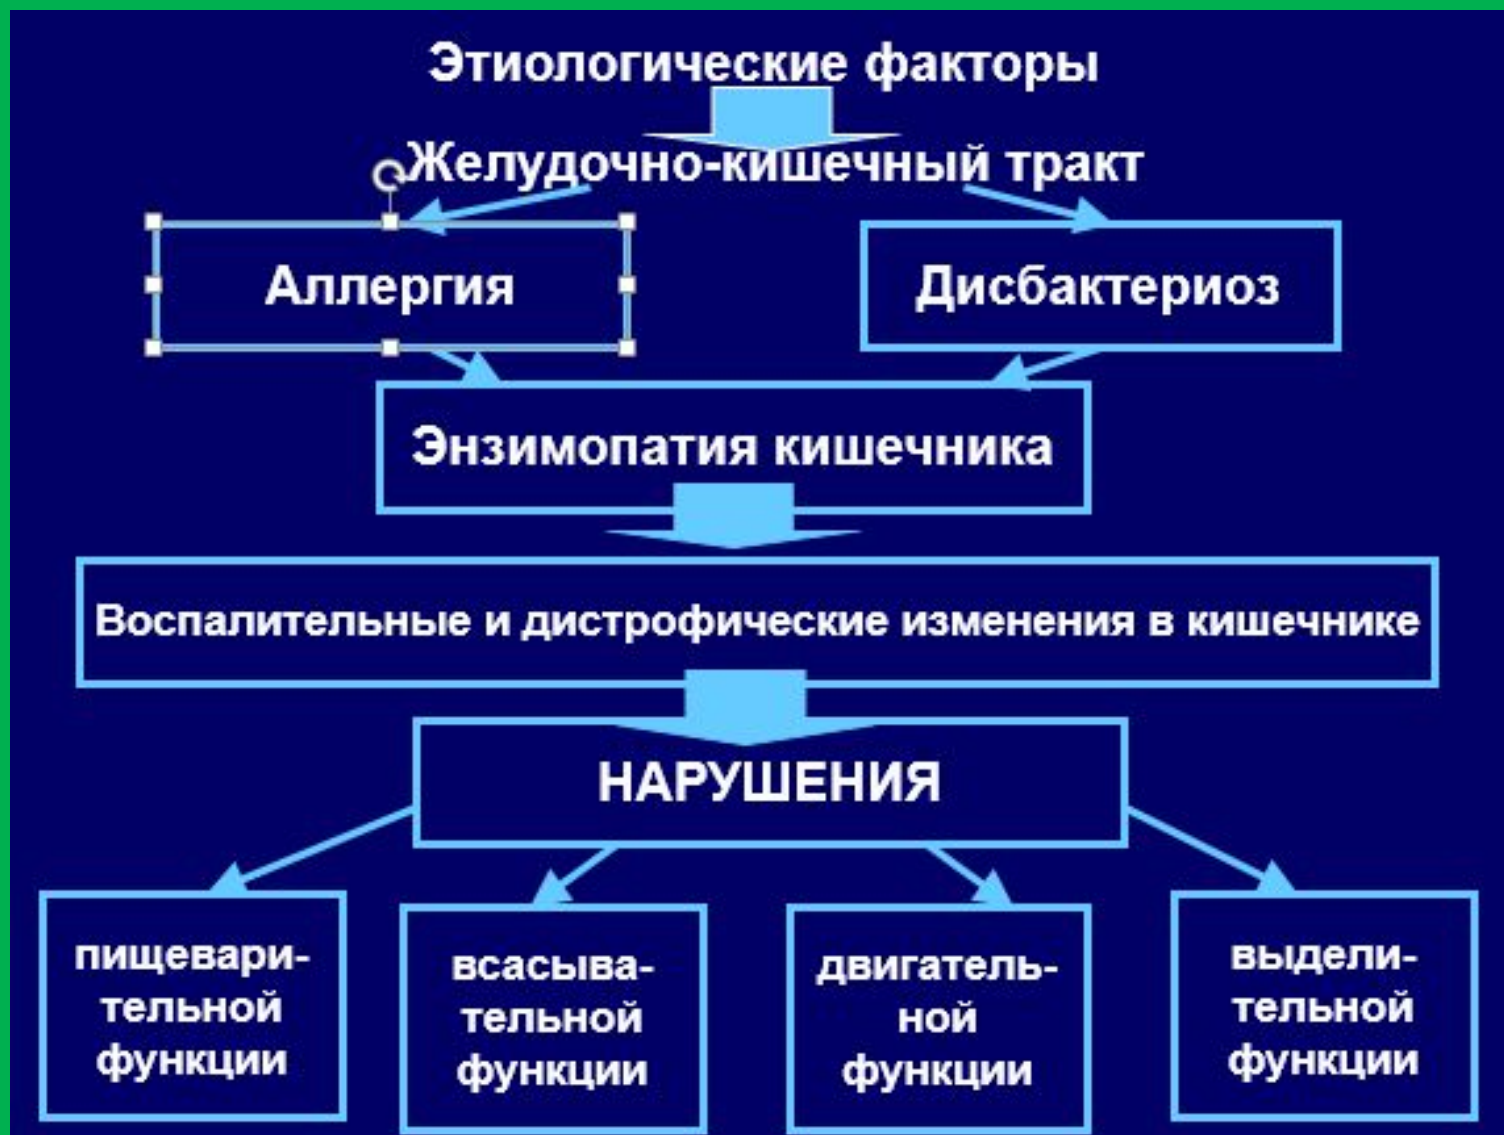 Этиологические факторы
Желудочно-кишечный тракт
Аллергия
Дисбактериоз
Энзимопатия кишечника
Воспалительные и дистрофические изменения в кишечнике
НАРУШЕНИЯ
пищевари-
тельной
функции
всасыва-
тельной
функции
двигатель-
ной
функции
выдели-
тельной
функции